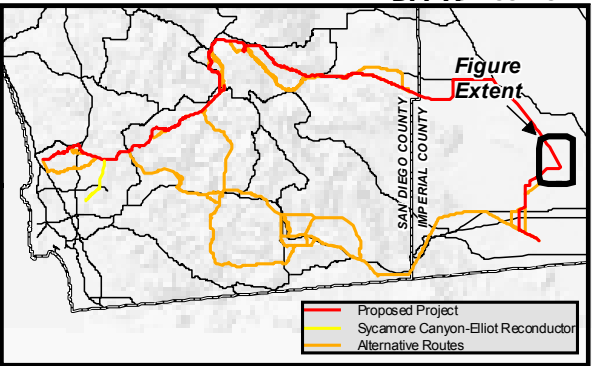 Figure
Extent
SAN DIEGO COUNTY
IMPERIAL COUNTY
Proposed Project
Sycamore Canyon-Elliot Reconductor
Alternative Routes